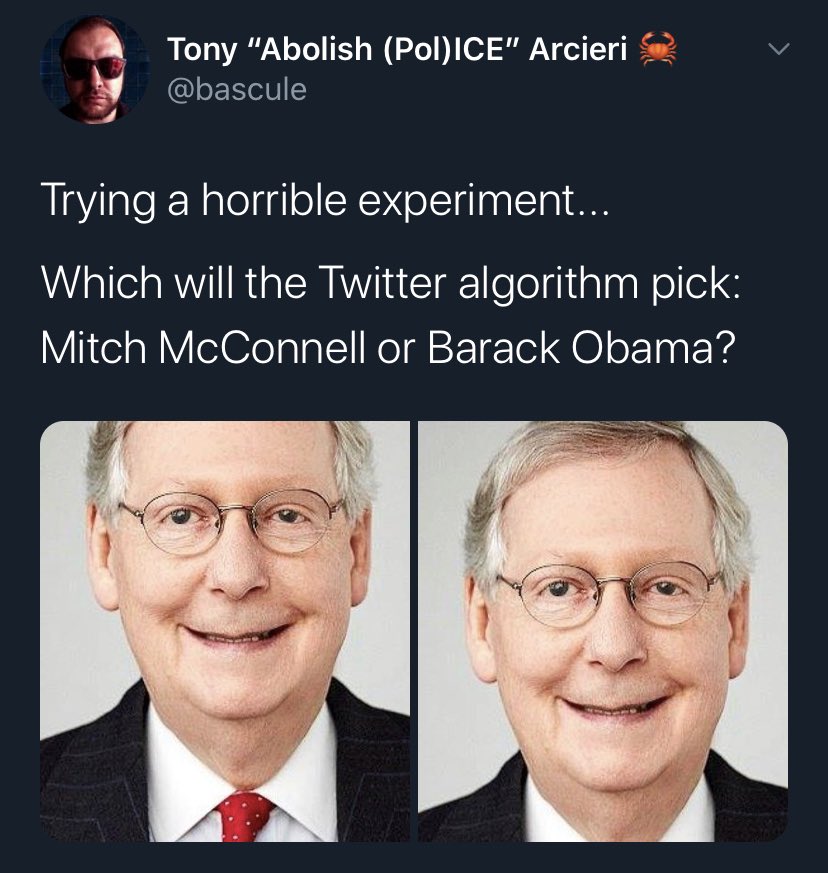 Tony “Abolish (Pol)ICE” Arcieri 🦀
@bascule
Trying a horrible experiment...
Which will the Twitter algorithm pick:
Mitch McConnell or Barack Obama?